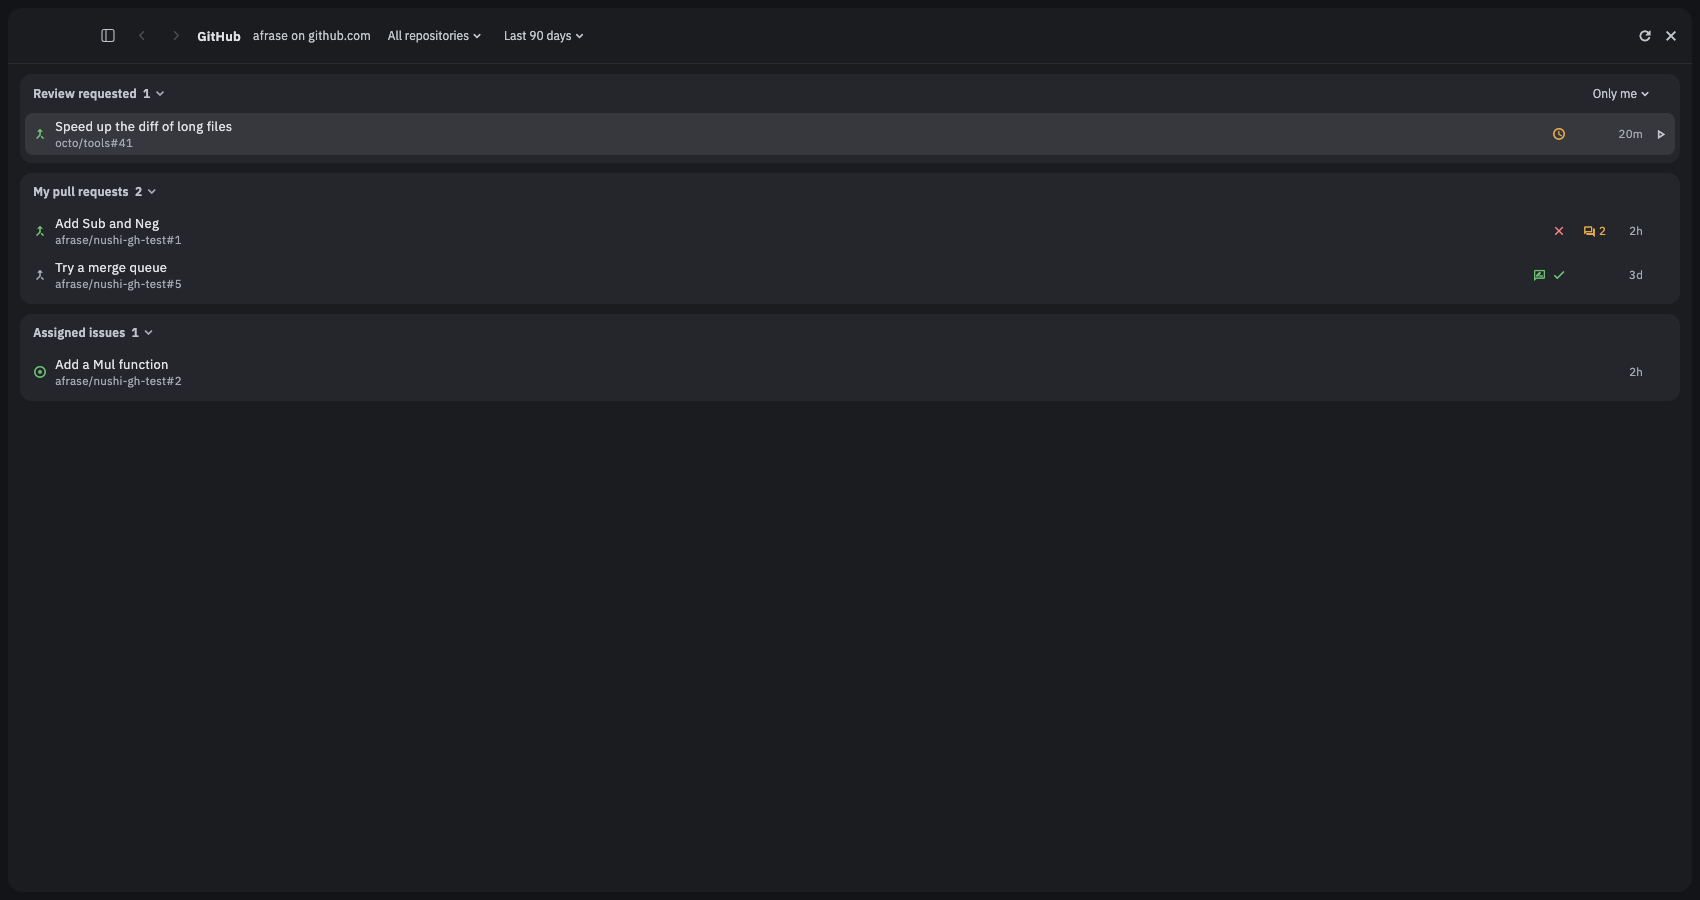 GitHub afrase on github.com All repositories Last 90 days
Review requested 1 Only me
Speed up the diff of long files
octo/tools#41 20m
My pull requests 2
Add Sub and Neg
afrase/nushi-gh-test#1 2 2h
Try a merge queue
afrase/nushi-gh-test#5 3d
Assigned issues 1
Add a Mul function
afrase/nushi-gh-test#2 2h